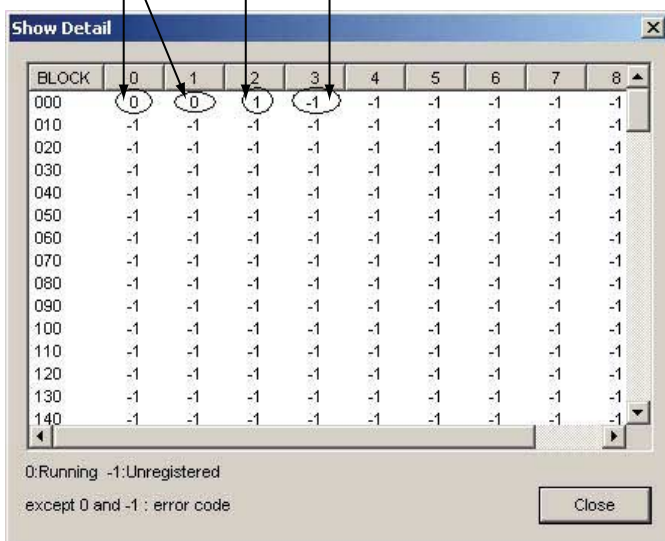 Show Detail
BLOCK 0 1 2 3 4 5 6 7 8
000 0 0 1 -1 -1 -1 -1 -1 -1
010 -1 -1 -1 -1 -1 -1 -1 -1 -1
020 -1 -1 -1 -1 -1 -1 -1 -1 -1
030 -1 -1 -1 -1 -1 -1 -1 -1 -1
040 -1 -1 -1 -1 -1 -1 -1 -1 -1
050 -1 -1 -1 -1 -1 -1 -1 -1 -1
060 -1 -1 -1 -1 -1 -1 -1 -1 -1
070 -1 -1 -1 -1 -1 -1 -1 -1 -1
080 -1 -1 -1 -1 -1 -1 -1 -1 -1
090 -1 -1 -1 -1 -1 -1 -1 -1 -1
100 -1 -1 -1 -1 -1 -1 -1 -1 -1
110 -1 -1 -1 -1 -1 -1 -1 -1 -1
120 -1 -1 -1 -1 -1 -1 -1 -1 -1
130 -1 -1 -1 -1 -1 -1 -1 -1 -1
140 -1 -1 -1 -1 -1 -1 -1 -1 -1
0:Running -1:Unregistered
except 0 and -1 : error code
Close